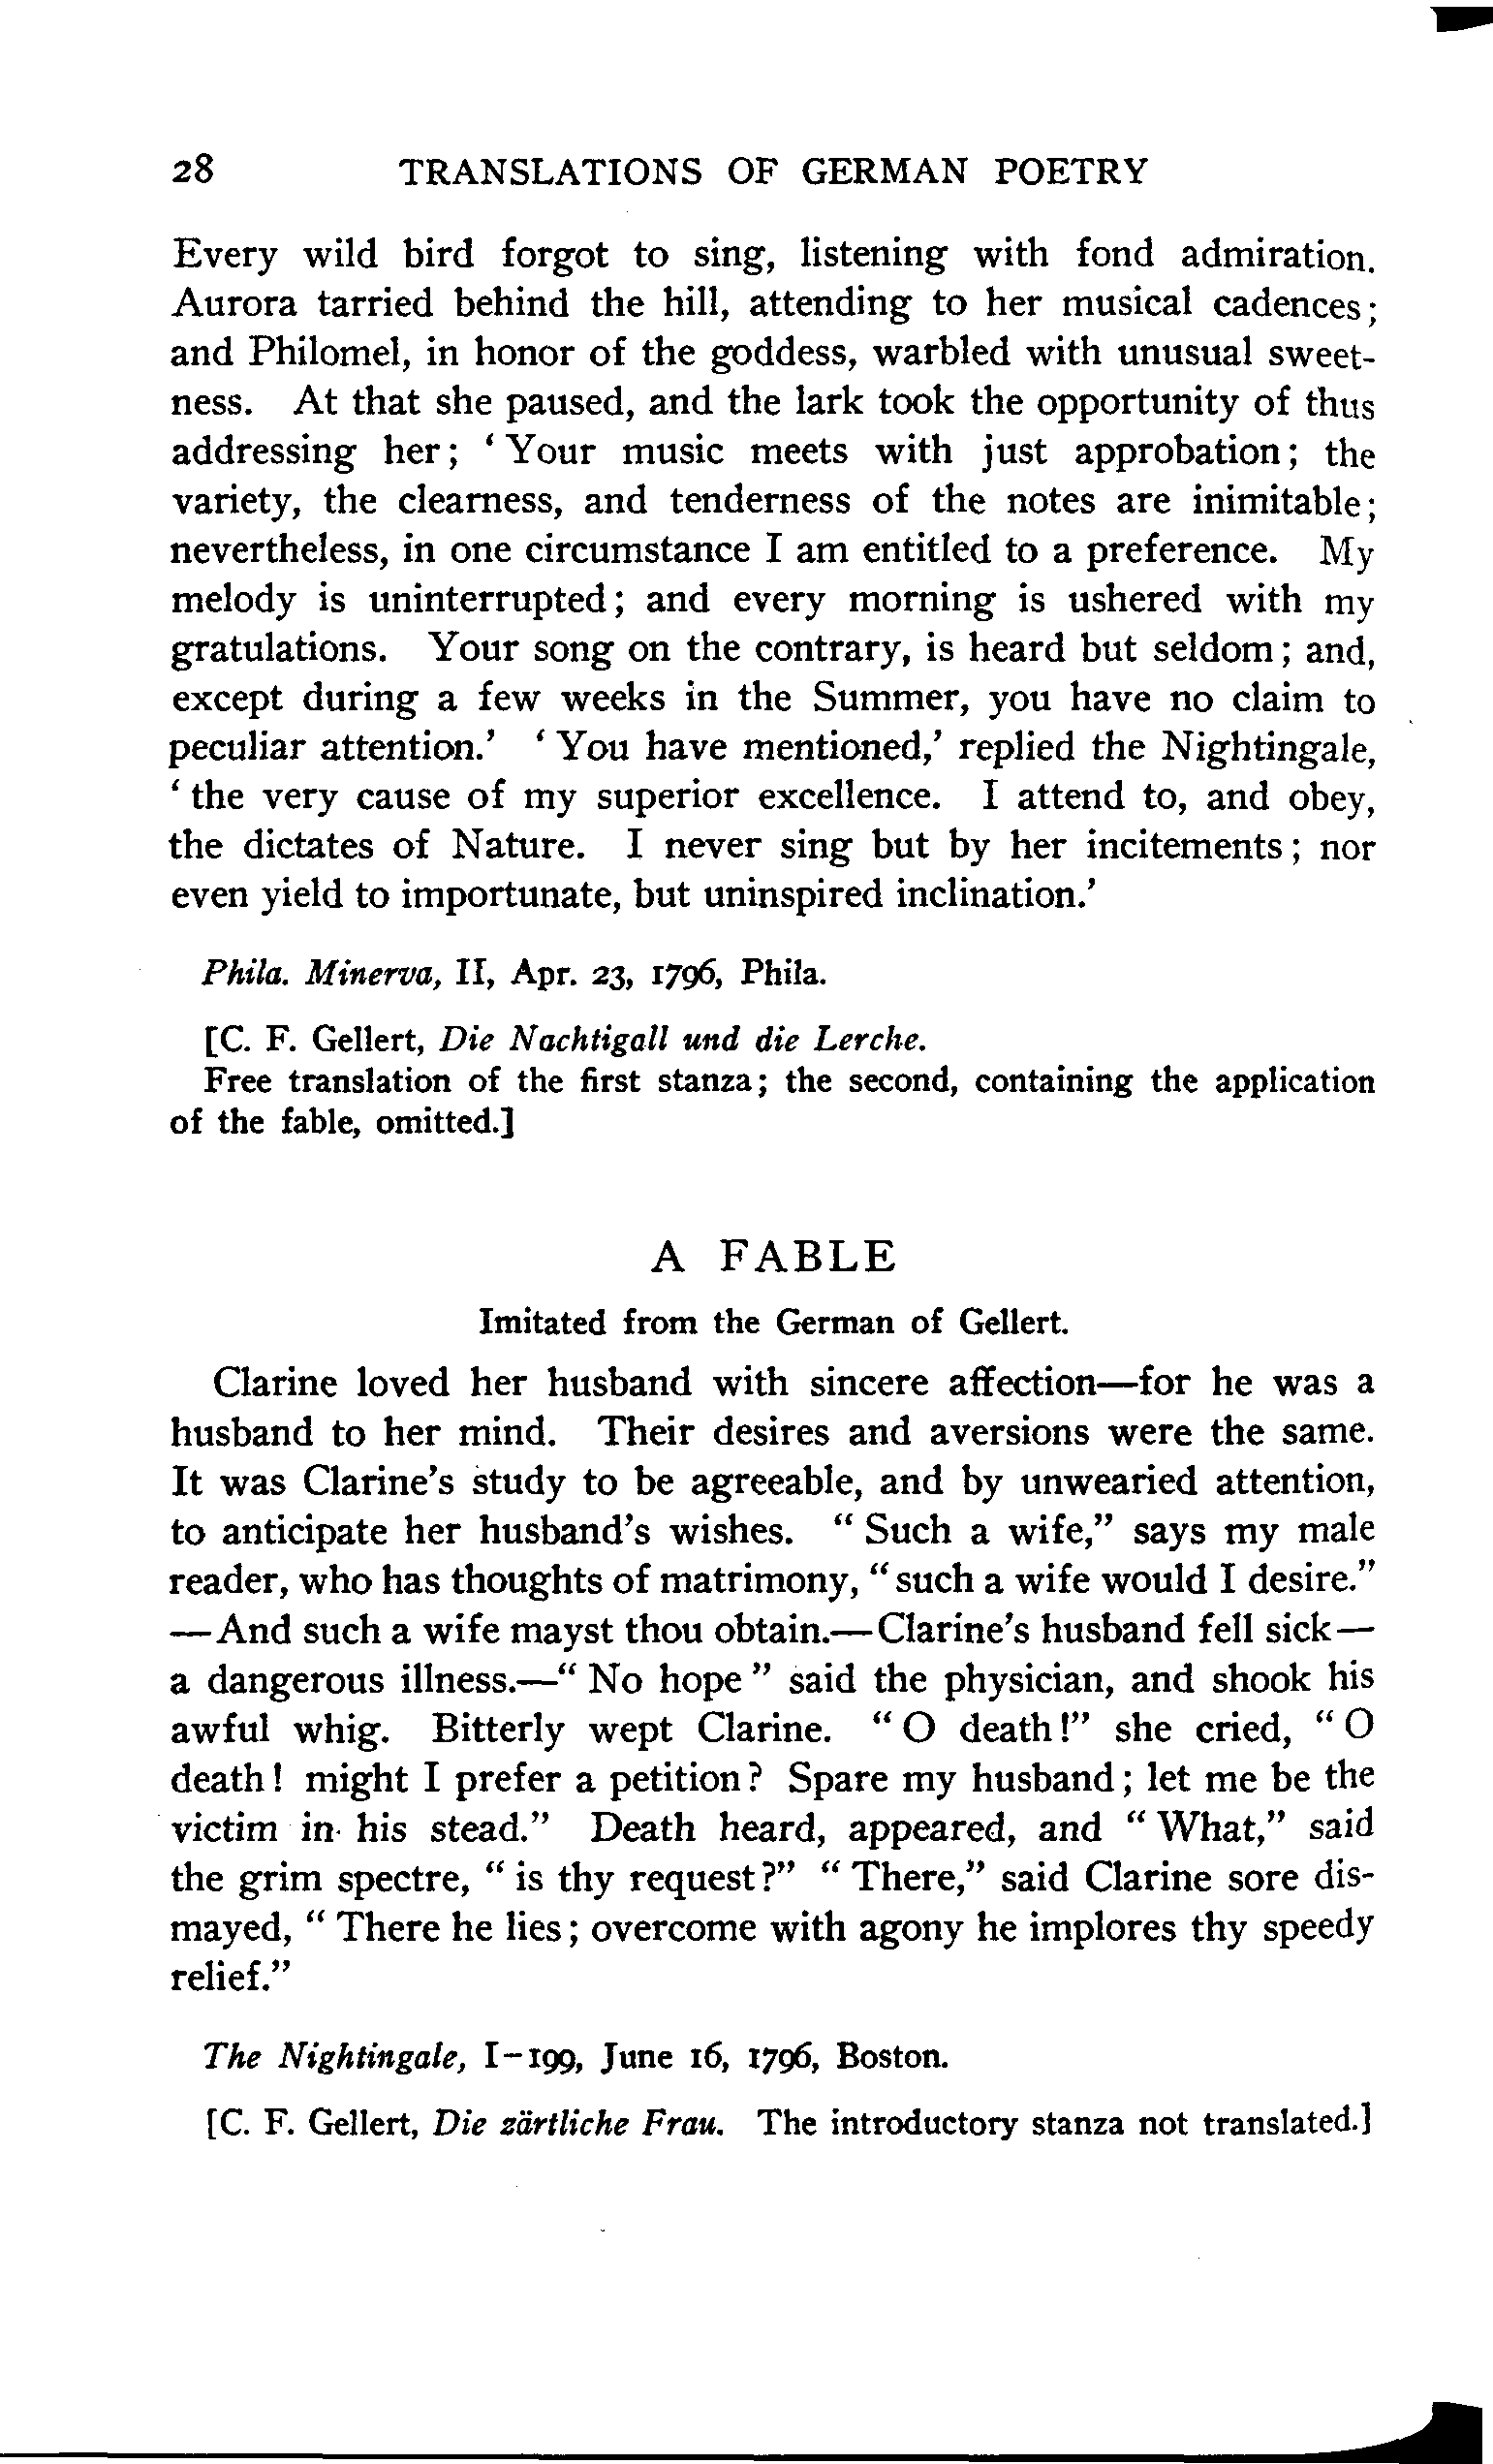 28 TRANSLATIONS OF GERMAN POETRY
Every wild bird forgot to sing, listening with fond admiration.
Aurora tarried behind the hill, attending to her musical cadences;
and Philomel, in honor of the goddess, warbled with unusual sweet-
ness. At that she paused, and the lark took the opportunity of thus
addressing her; 'Your music meets with just approbation; the
variety, the clearness, and tenderness of the notes are inimitable;
nevertheless, in one circumstance I am entitled to a preference. My
melody is uninterrupted; and every morning is ushered with my
gratulations. Your song on the contrary, is heard but seldom; and,
except during a few weeks in the Summer, you have no claim to
peculiar attention.' 'You have mentioned,' replied the Nightingale,
'the very cause of my superior excellence. I attend to, and obey,
the dictates of Nature. I never sing but by her incitements; nor
even yield to importunate, but uninspired inclination.'
Phila. Minerva, II, Apr. 23, 1796, Phila.
[C. F. Gellert, Die Nachtigall und die Lerche.
Free translation of the first stanza; the second, containing the application
of the fable, omitted.]
A FABLE
Imitated from the German of Gellert.
Clarine loved her husband with sincere affection—for he was a
husband to her mind. Their desires and aversions were the same.
It was Clarine's study to be agreeable, and by unwearied attention,
to anticipate her husband's wishes. "Such a wife," says my male
reader, who has thoughts of matrimony, "such a wife would I desire."
—And such a wife mayst thou obtain.—Clarine's husband fell sick—
a dangerous illness.—"No hope" said the physician, and shook his
awful whig. Bitterly wept Clarine. "O death!" she cried, "O
death! might I prefer a petition? Spare my husband; let me be the
victim in his stead." Death heard, appeared, and "What," said
the grim spectre, "is thy request?" "There," said Clarine sore dis-
mayed, "There he lies; overcome with agony he implores thy speedy
relief."
The Nightingale, I-199, June 16, 1796, Boston.
[C. F. Gellert, Die zärtliche Frau. The introductory stanza not translated.]